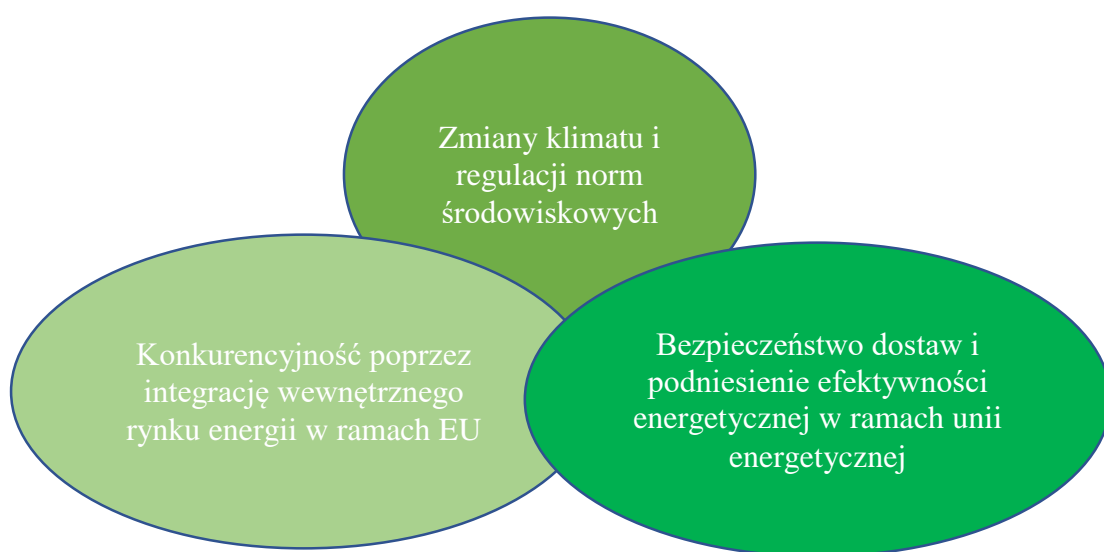 Zmiany klimatu i
regulacji norm
środowiskowych
Konkurencyjność poprzez
integrację wewnętrznego
rynku energii w ramach EU
Bezpieczeństwo dostaw i
podniesienie efektywności
energetycznej w ramach unii
energetycznej